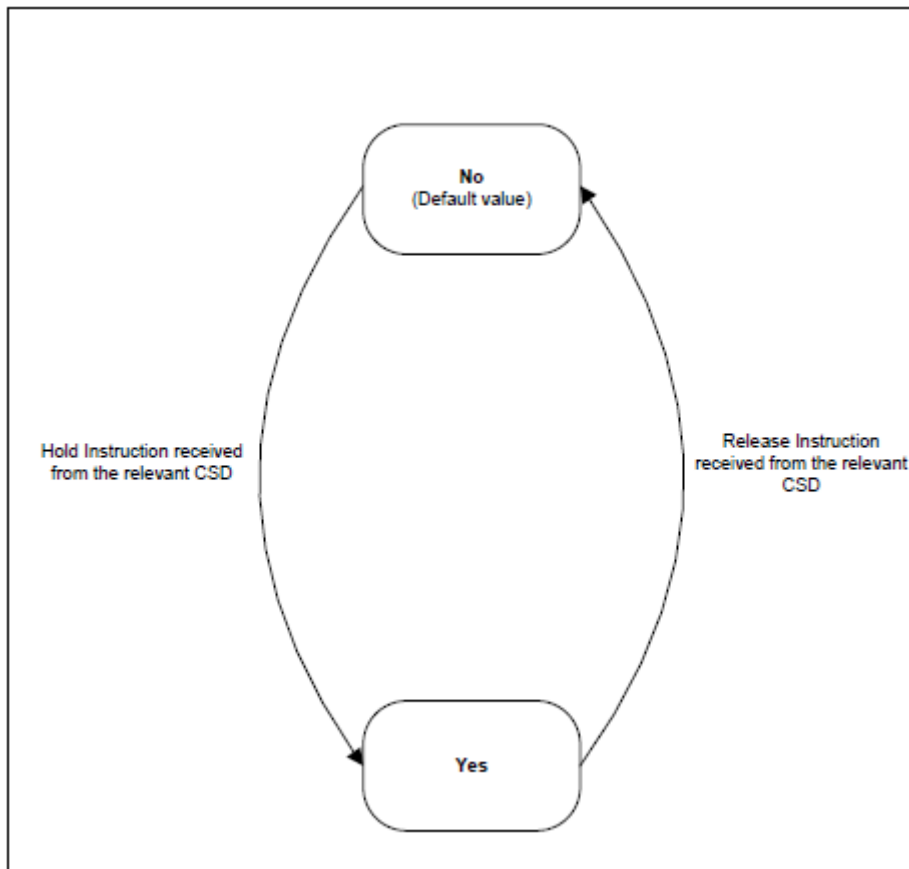 No
(Default value)
Hold Instruction received
from the relevant CSD
Release Instruction
received from the relevant
CSD
Yes